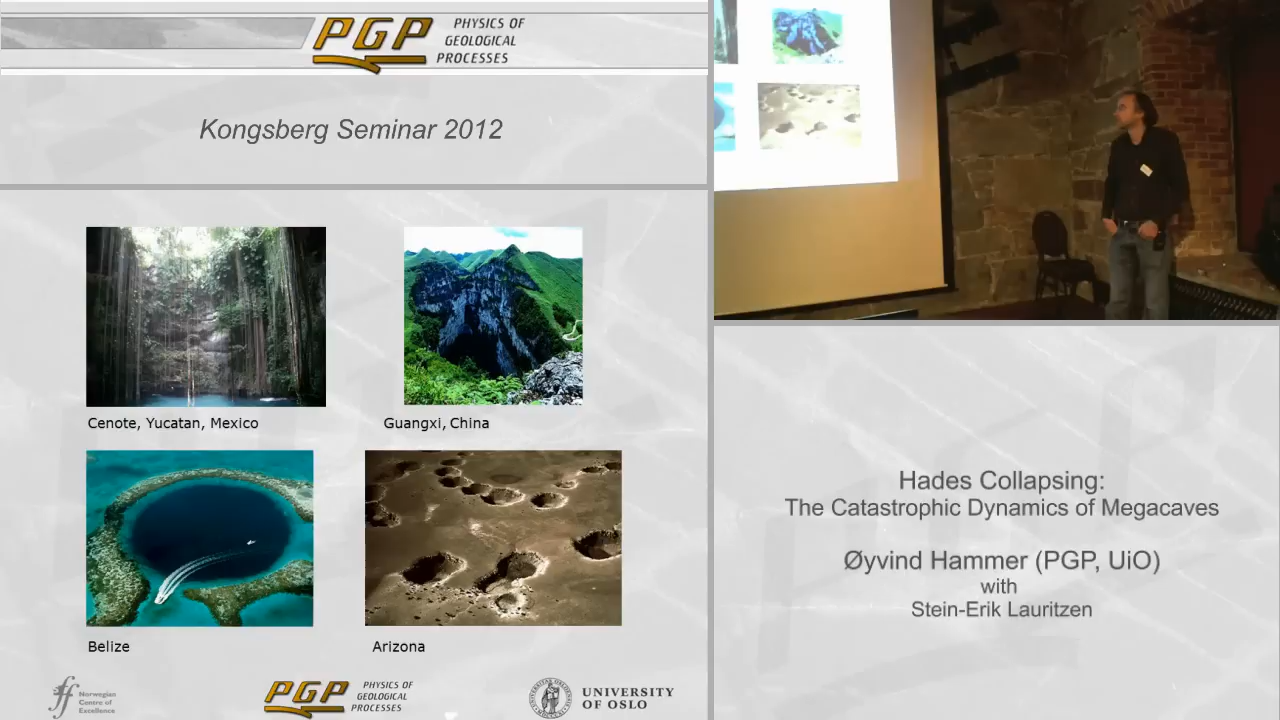 PGP
PHYSICS OF
GEOLOGICAL
PROCESSES
Kongsberg Seminar 2012
Cenote, Yucatan, Mexico
Guangxi, China
Belize
Arizona
Norwegian
Centre of
Excellence
PGP
PHYSICS OF
GEOLOGICAL
PROCESSES
UNIVERSITY
OF OSLO
Hades Collapsing:
The Catastrophic Dynamics of Megacaves
Øyvind Hammer (PGP, UiO)
with
Stein-Erik Lauritzen